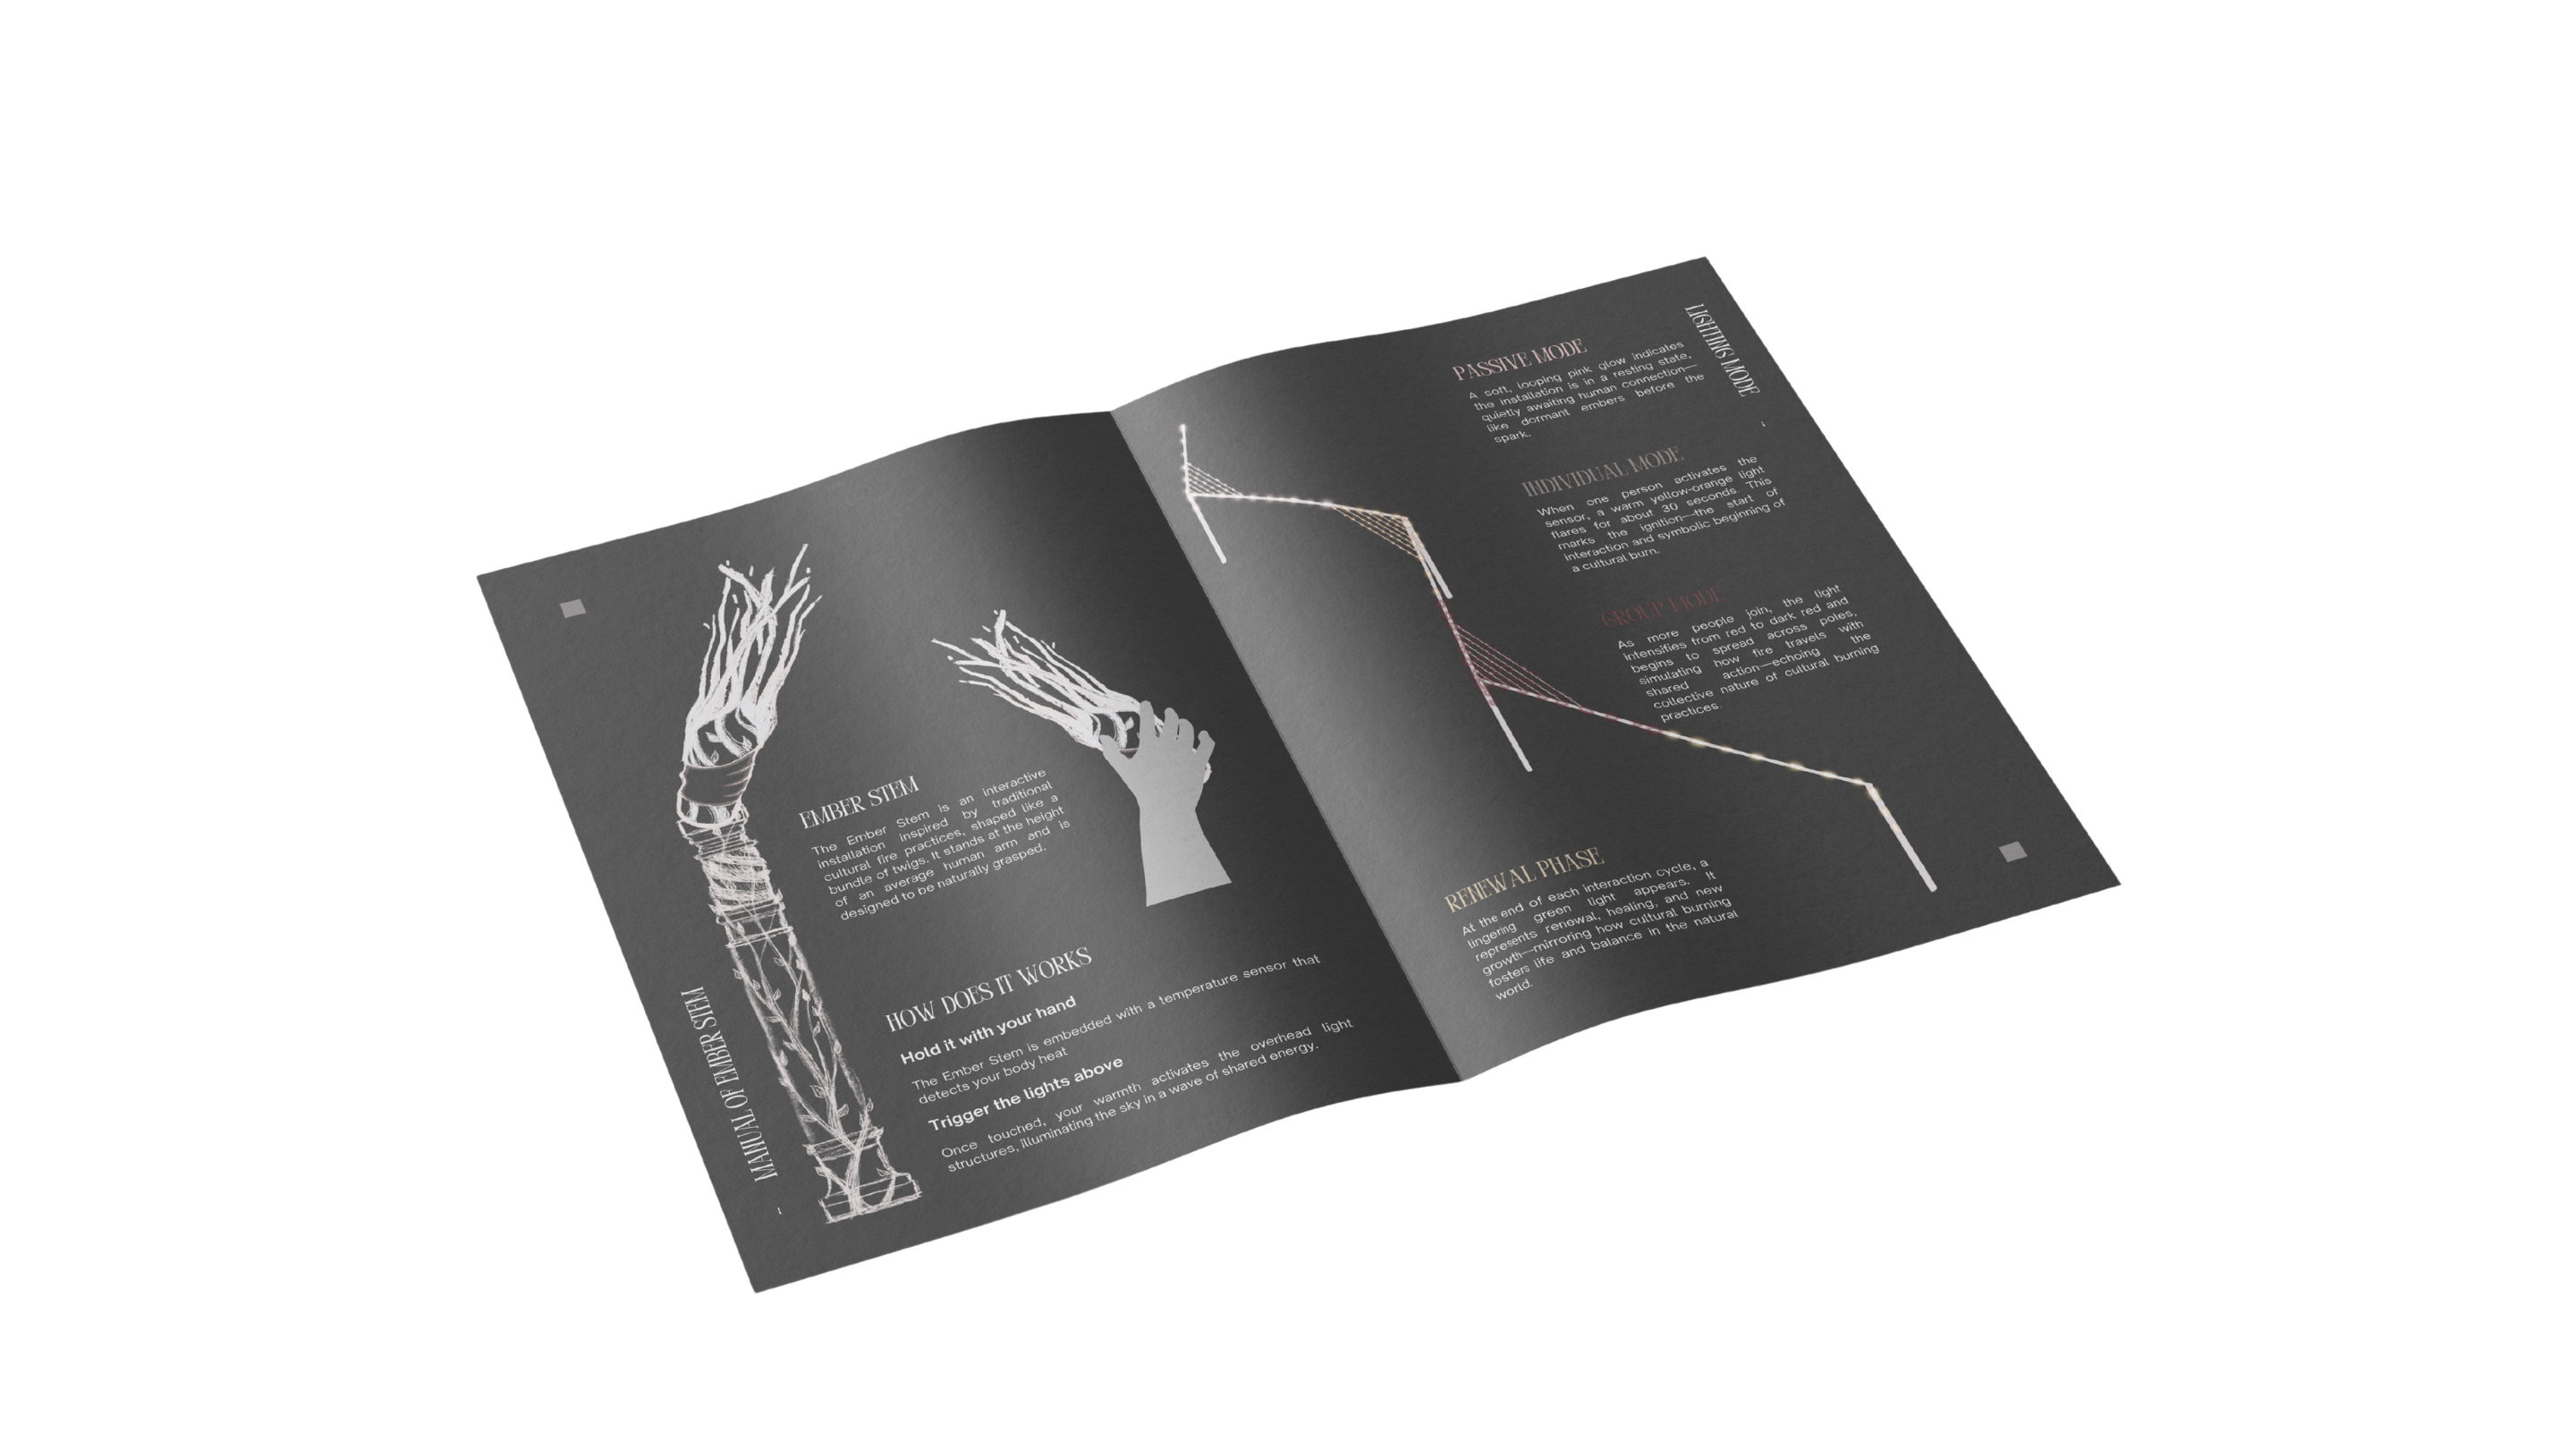 MANUAL OF EMBER STEM
1
EMBER STEM
The Ember Stem is an interactive
installation inspired by traditional
cultural fire practices, shaped like a
bundle of twigs. It stands at the height
of an average human arm and is
designed to be naturally grasped.
HOW DOES IT WORKS
Hold it with your hand
The Ember Stem is embedded with a temperature sensor that
detects your body heat
Trigger the lights above
Once touched, your warmth activates the overhead light
structures, illuminating the sky in a wave of shared energy.
LIGHTING MODE
PASSIVE MODE
A soft, looping pink glow indicates
the installation is in a resting state,
quietly awaiting human connection—
like dormant embers before the
spark.
INDIVIDUAL MODE
When one person activates the
sensor, a warm yellow-orange light
flares for about 30 seconds. This
marks the ignition—the start of
interaction and symbolic beginning of
a cultural burn.
GROUP MODE
As more people join, the light
intensifies from red to dark red and
begins to spread across poles,
simulating how fire travels with
shared action—echoing the
collective nature of cultural burning
practices.
RENEWAL PHASE
At the end of each interaction cycle, a
lingering green light appears. It
represents renewal, healing, and new
growth—mirroring how cultural burning
fosters life and balance in the natural
world.